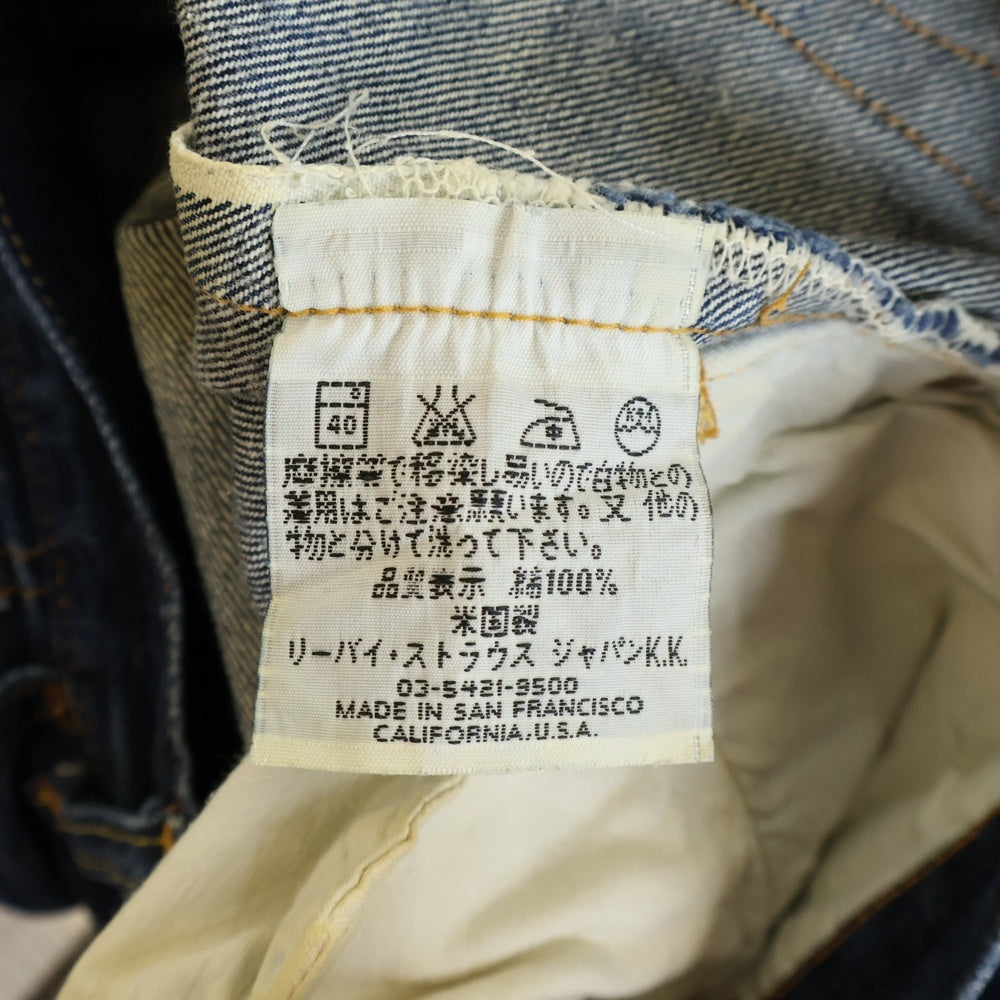 40
摩擦等で移染し易いので白物との
着用はご注意願います。又 他の
物と分けて洗って下さい。
品質表示 綿100%
米国製
リーバイ・ストラウス ジャパンK.K.
03-5421-9500
MADE IN SAN FRANCISCO
CALIFORNIA,U.S.A.